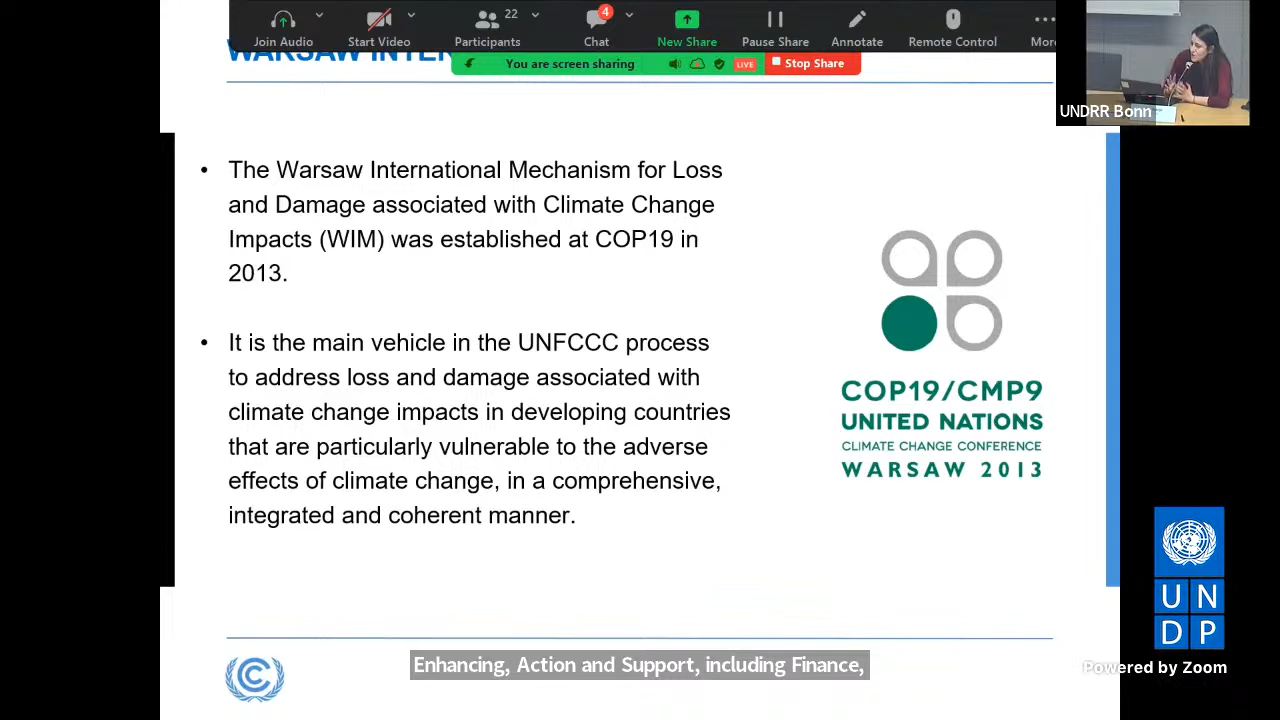 22
4
Join Audio
Start Video
Participants
Chat
New Share
Pause Share
Annotate
Remote Control
More
WARSAW INTER
You are screen sharing
LIVE
Stop Share
UNDRR Bonn
• The Warsaw International Mechanism for Loss
and Damage associated with Climate Change
Impacts (WIM) was established at COP19 in
2013.
• It is the main vehicle in the UNFCCC process
to address loss and damage associated with
climate change impacts in developing countries
that are particularly vulnerable to the adverse
effects of climate change, in a comprehensive,
integrated and coherent manner.
COP19/CMP9
UNITED NATIONS
CLIMATE CHANGE CONFERENCE
WARSAW 2013
U N
D P
Powered by Zoom
Enhancing, Action and Support, including Finance,